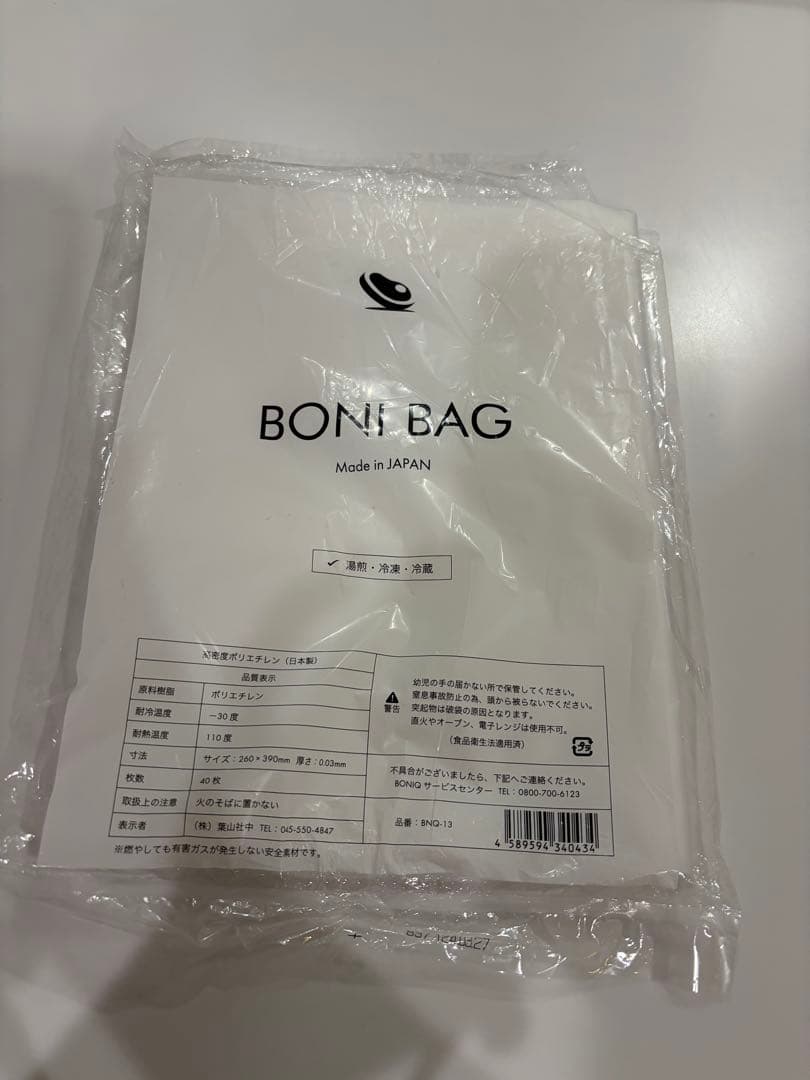 BONI BAG
Made in JAPAN
✓ 湯煎・冷凍・冷蔵
高密度ポリエチレン（日本製）
品質表示
原料樹脂 ポリエチレン
耐冷温度 −30度
耐熱温度 110度
寸法 サイズ：260×390mm 厚さ：0.03mm
枚数 40枚
取扱上の注意 火のそばに置かない
表示者 （株）葉山社中 TEL：045-550-4847
※燃やしても有害ガスが発生しない安全素材です。
警告
幼児の手の届かない所で保管してください。
窒息事故防止の為、頭から被らないでください。
突起物は破袋の原因となります。
直火やオーブン、電子レンジは使用不可。
（食品衛生法適用済）
プラ
不具合がございましたら、下記へご連絡ください。
BONIQ サービスセンター TEL：0800-700-6123
品番：BNQ-13
4 589594 340434